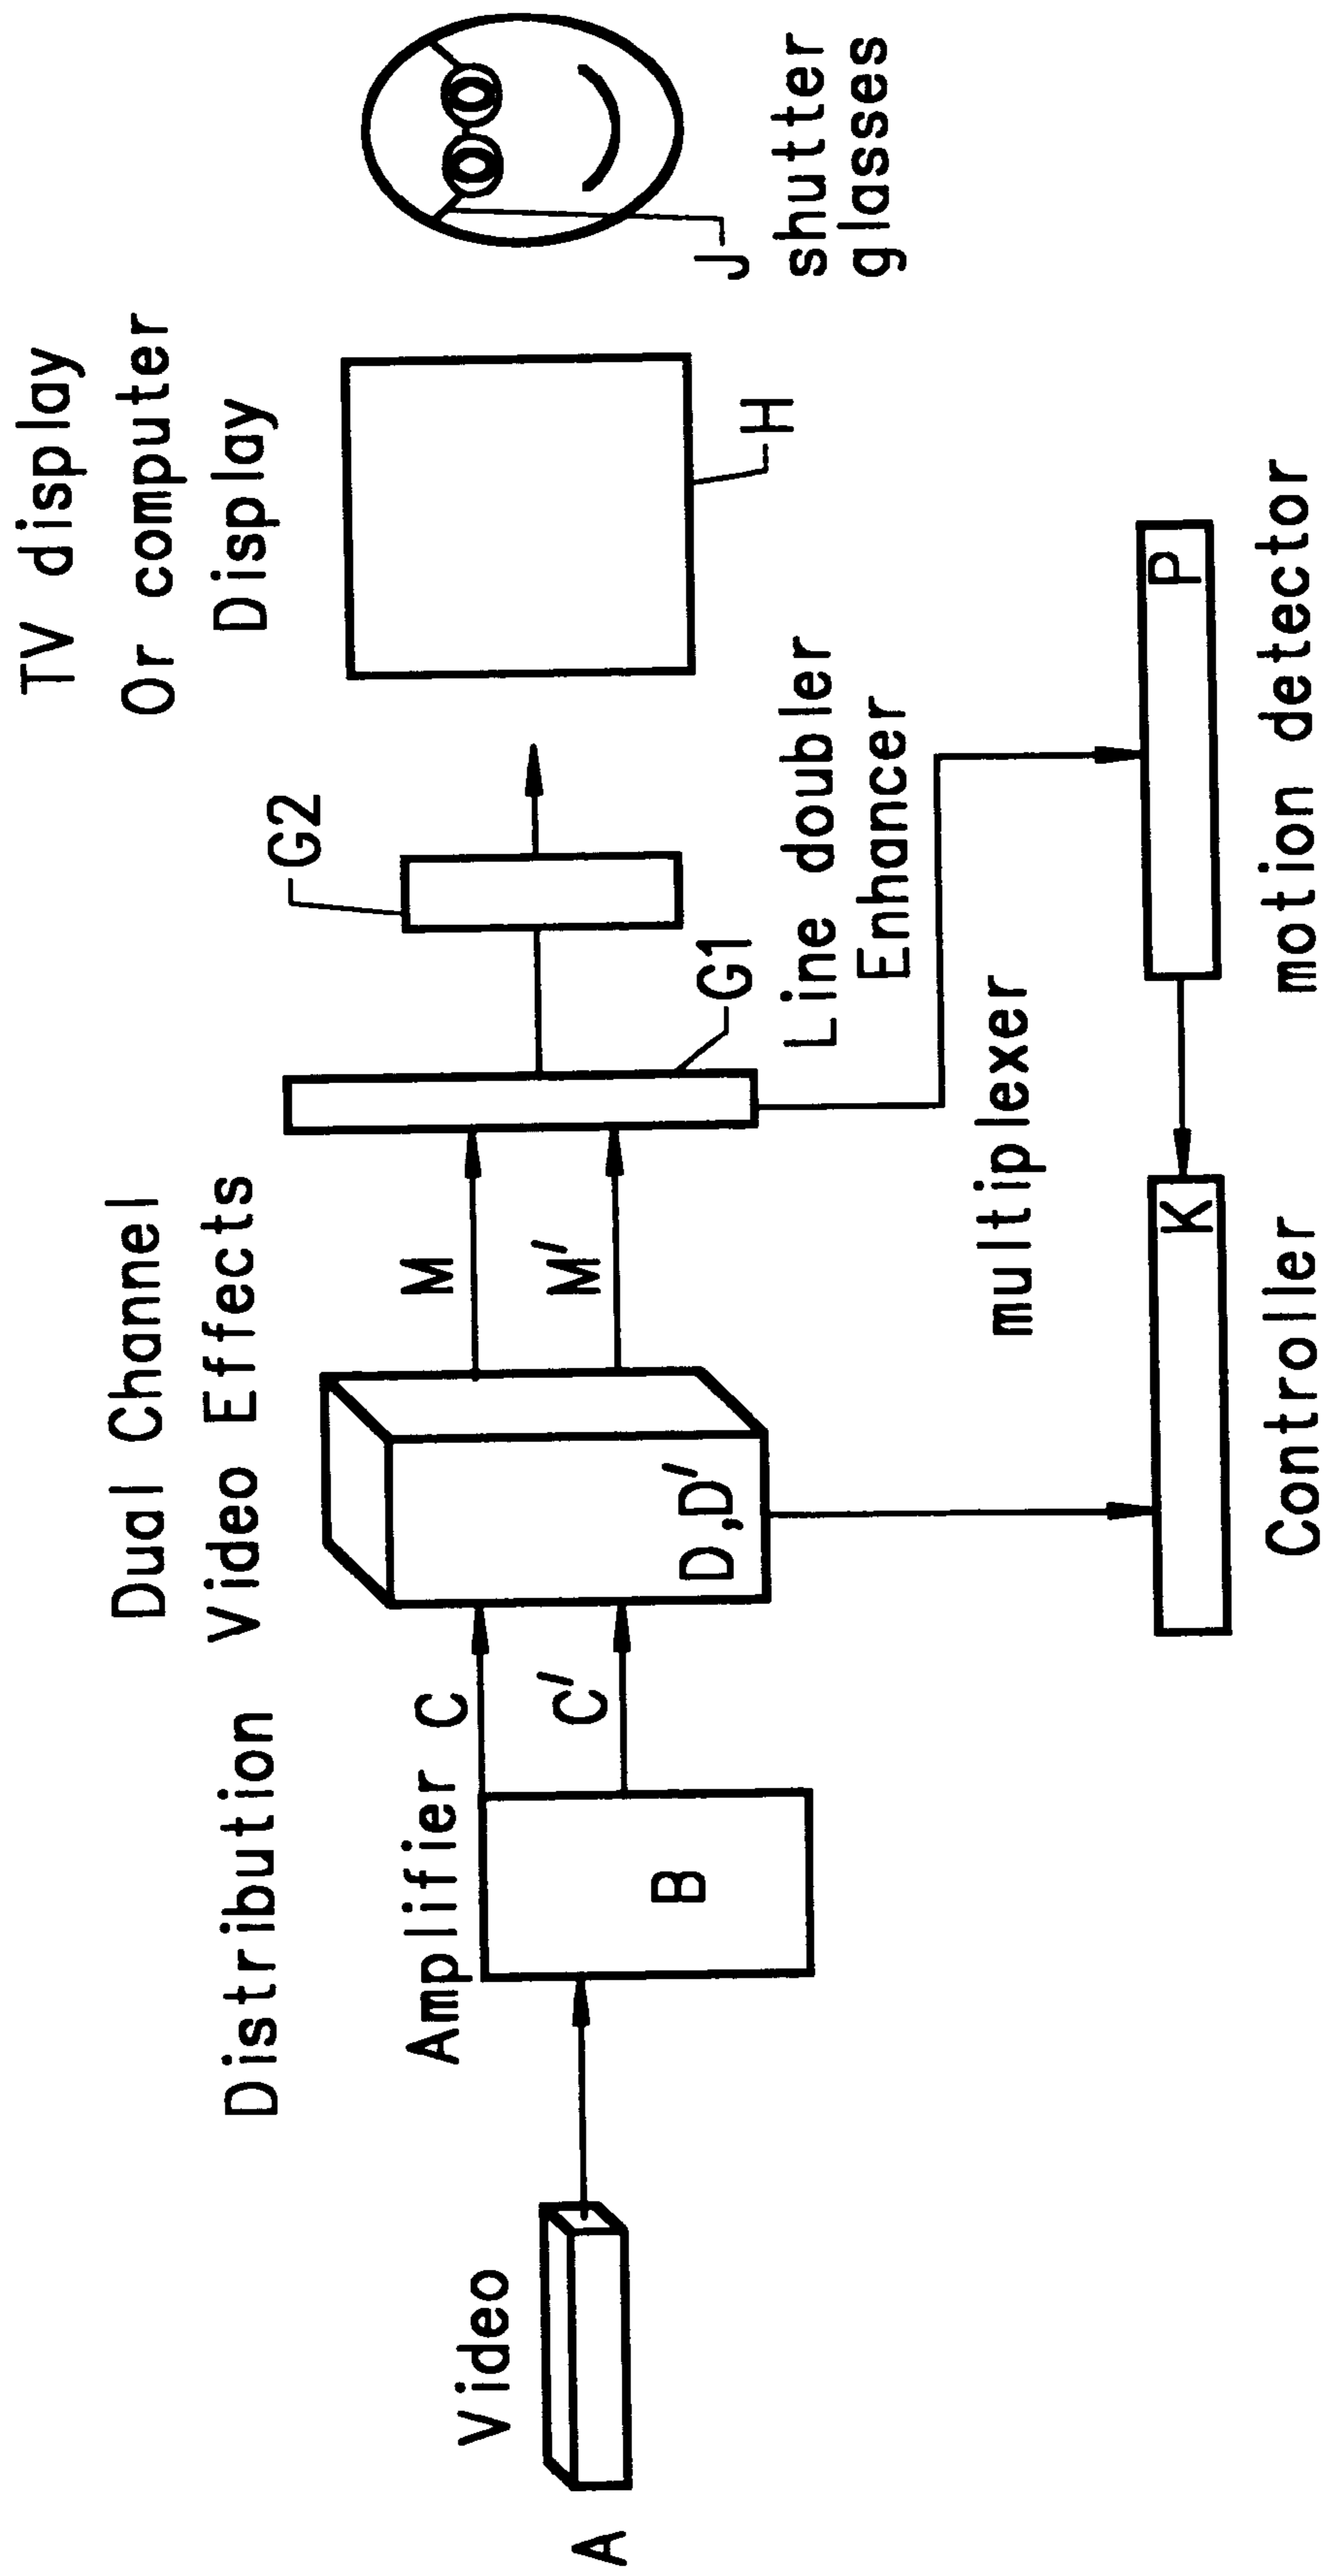 TV display
Or computer
Display
Dual Channel
Video Effects
Distribution
Amplifier
Video
A
B
C
C′
D,D′
M
M′
G2
G1
Line doubler
Enhancer
multiplexer
H
J
shutter
glasses
K
Controller
P
motion detector